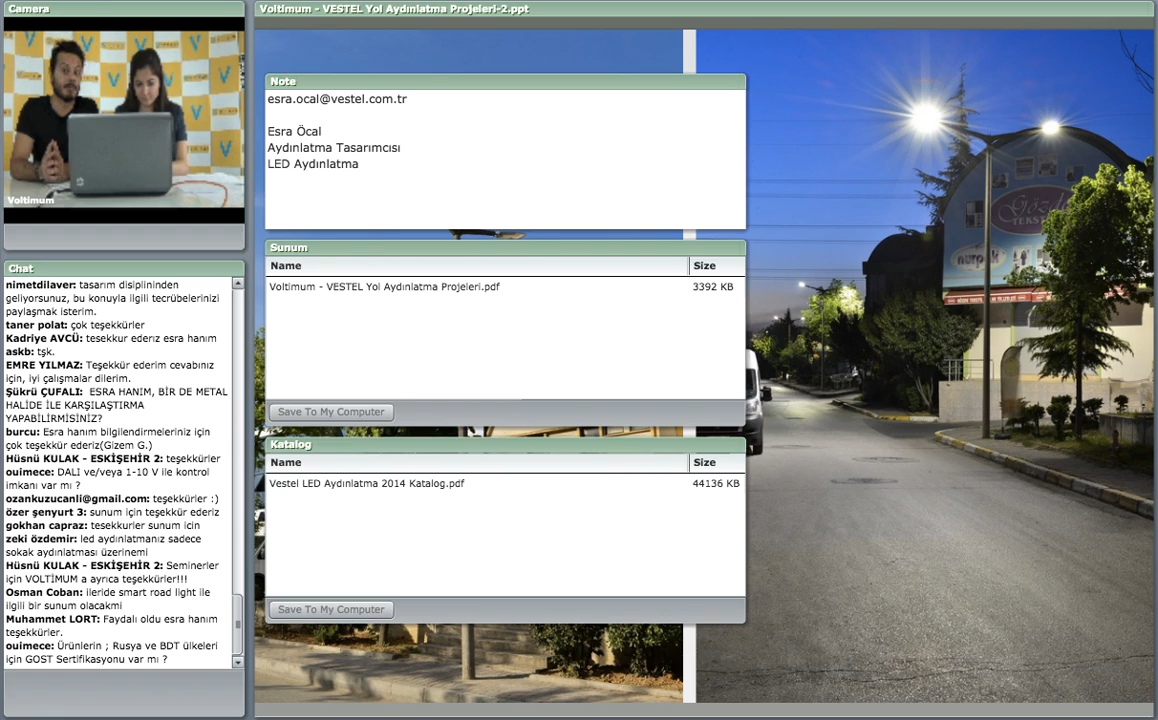 Camera
Voltimum
Chat
nimetdilaver: tasarım disiplininden
geliyorsunuz, bu konuyla ilgili tecrübelerinizi
paylaşmak isterim.
taner polat: çok teşekkürler
Kadriye AVCÜ: tesekkur ederız esra hanım
askb: tşk.
EMRE YILMAZ: Teşekkür ederim cevabınız
için, iyi çalışmalar dilerim.
Şükrü ÇUFALI: ESRA HANIM, BİR DE METAL
HALİDE İLE KARŞILAŞTIRMA
YAPABİLİRMİSİNİZ?
burcu: Esra hanım bilgilendirmeleriniz için
çok teşekkür ederiz(Gizem G.)
Hüsnü KULAK - ESKİŞEHİR 2: teşekkürler
ouimece: DALI ve/veya 1-10 V ile kontrol
imkanı var mı ?
ozankuzucanli@gmail.com: teşekkürler :)
özer şenyurt 3: sunum için teşekkür ederiz
gokhan capraz: tesekkurler sunum icin
zeki özdemir: led aydınlatmanız sadece
sokak aydınlatması üzerinemi
Hüsnü KULAK - ESKİŞEHİR 2: Seminerler
için VOLTİMUM a ayrıca teşekkürler!!!
Osman Coban: ileride smart road light ile
ilgili bir sunum olacakmi
Muhammet LORT: Faydalı oldu esra hanım
teşekkürler.
ouimece: Ürünlerin ; Rusya ve BDT ülkeleri
için GOST Sertifikasyonu var mı ?
Voltimum - VESTEL Yol Aydınlatma Projeleri-2.ppt
Note
esra.ocal@vestel.com.tr
Esra Öcal
Aydınlatma Tasarımcısı
LED Aydınlatma
Sunum
Name Size
Voltimum - VESTEL Yol Aydınlatma Projeleri.pdf 3392 KB
Save To My Computer
Katalog
Name Size
Vestel LED Aydınlatma 2014 Katalog.pdf 44136 KB
Save To My Computer
Gözde
TEKSTİL
nurpak